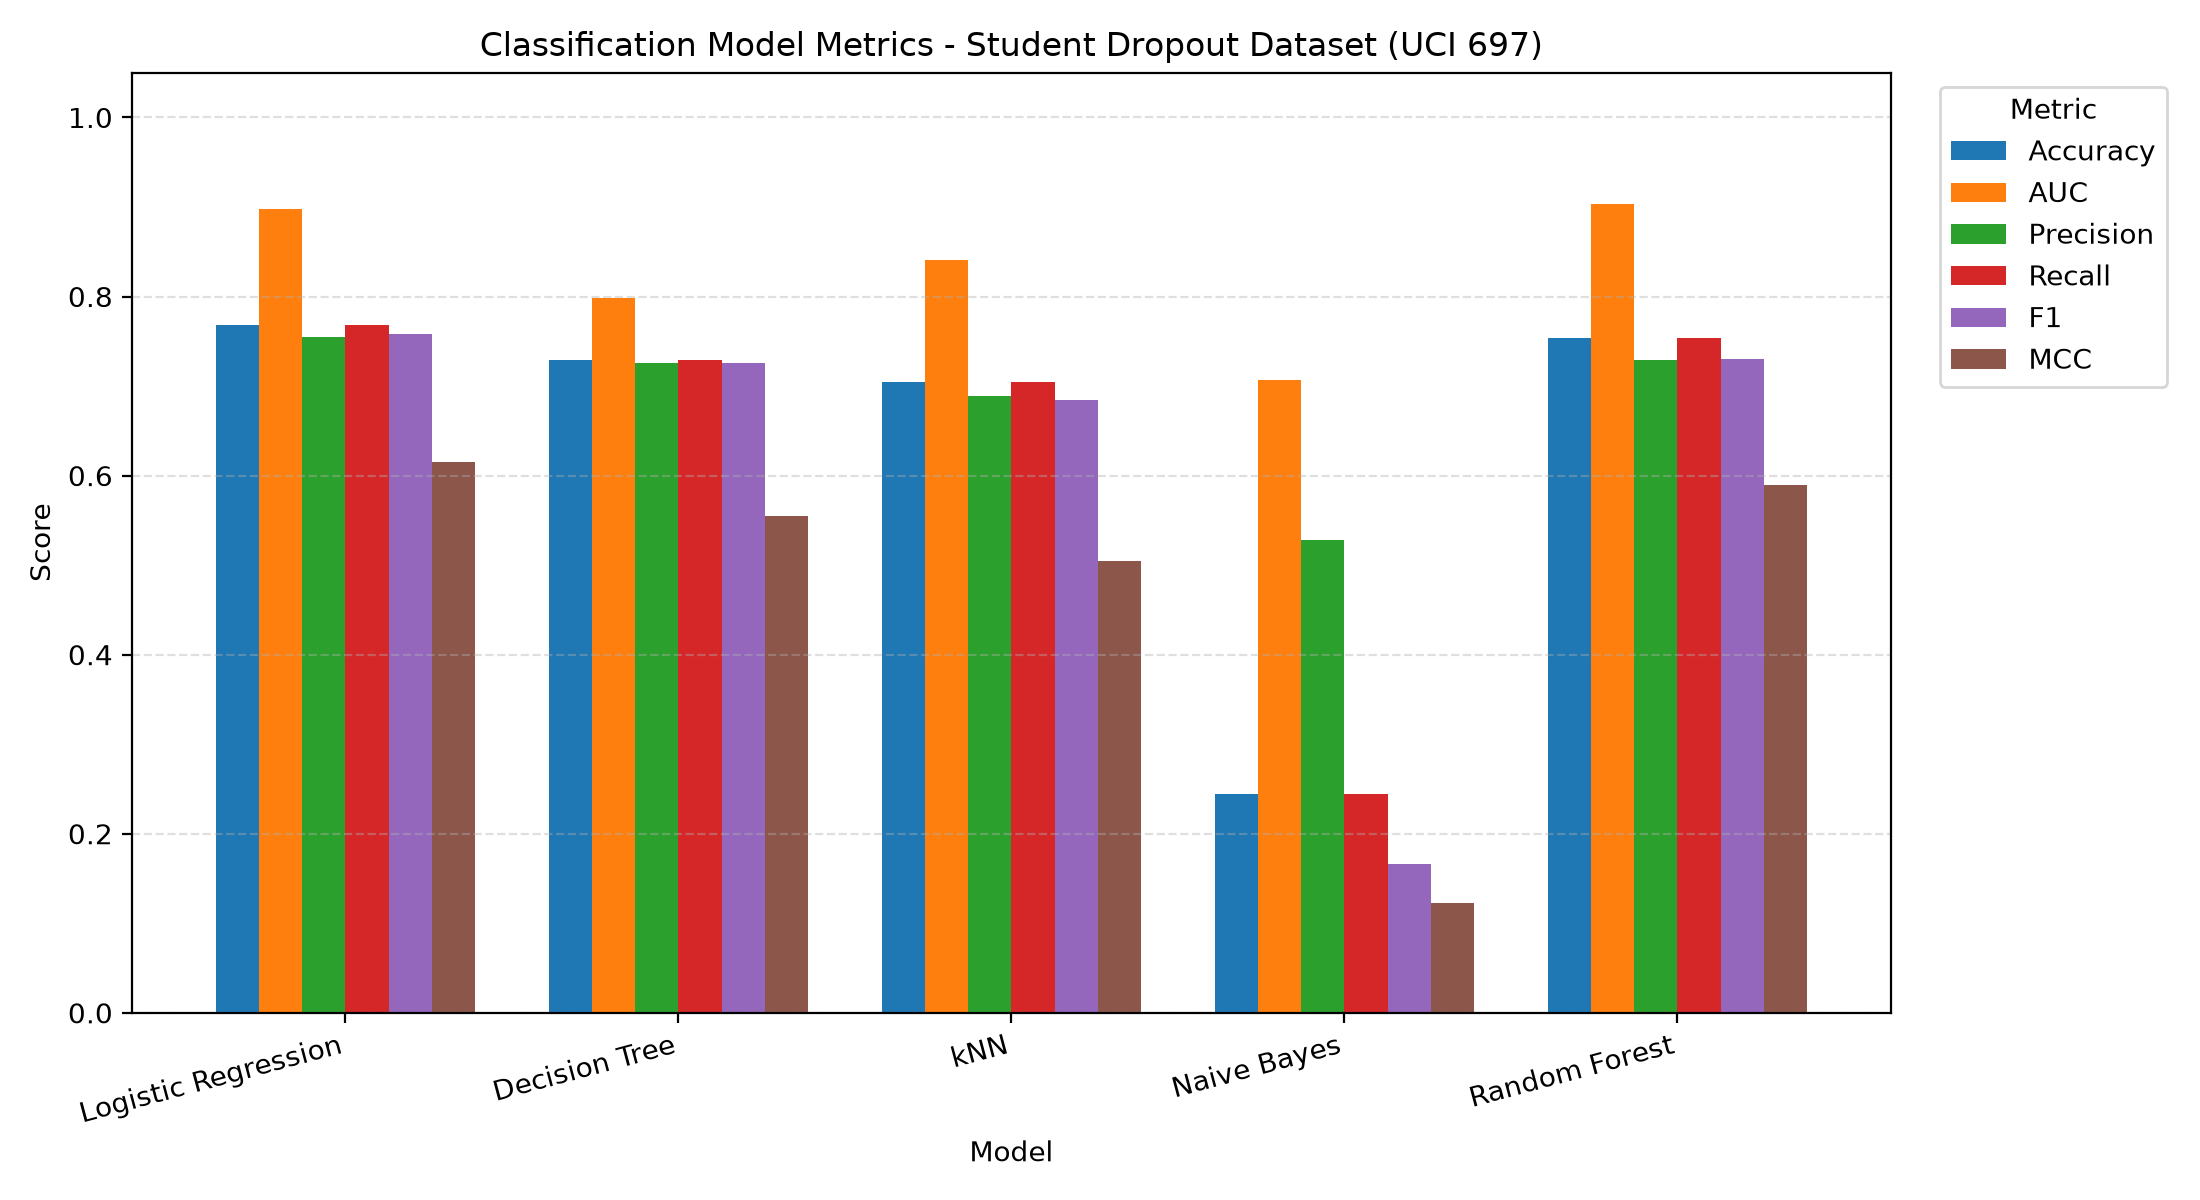 Classification Model Metrics - Student Dropout Dataset (UCI 697)
Metric
Accuracy
AUC
Precision
Recall
F1
MCC
Score
1.0
0.8
0.6
0.4
0.2
0.0
Logistic Regression
Decision Tree
kNN
Naive Bayes
Random Forest
Model